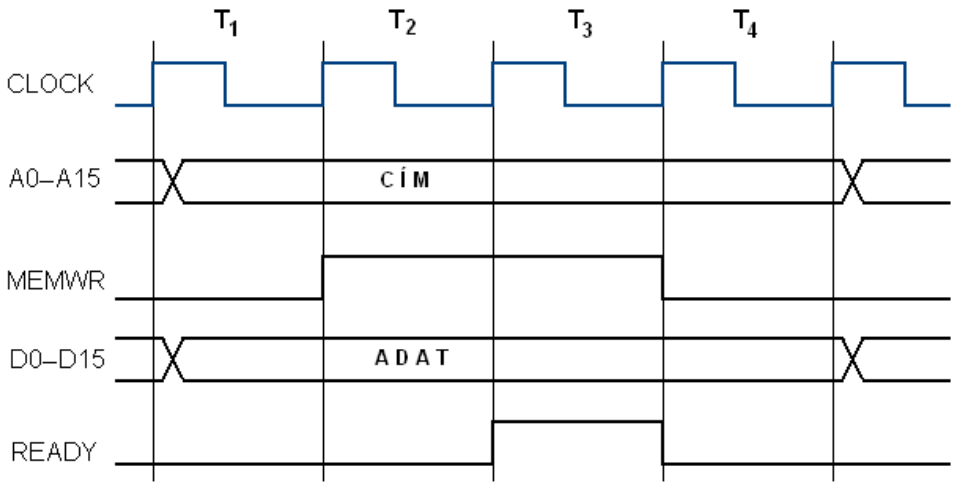 T₁ T₂ T₃ T₄
CLOCK
A0–A15 CÍM
MEMWR
D0–D15 ADAT
READY